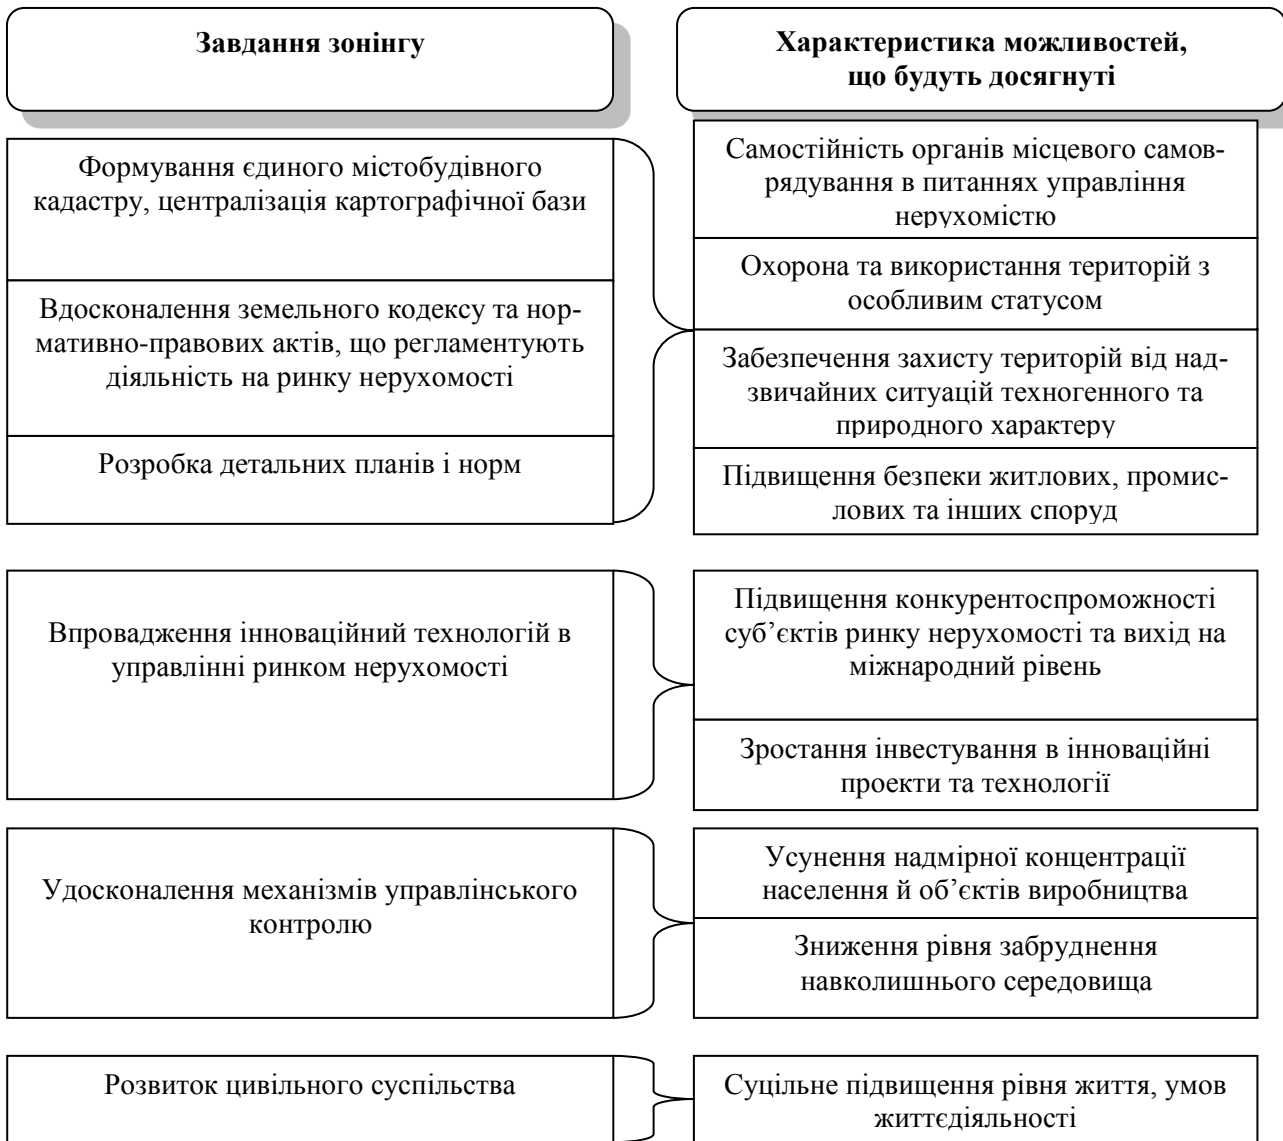 Завдання зонінгу
Характеристика можливостей,
що будуть досягнуті
Формування єдиного містобудівного
кадастру, централізація картографічної бази
Вдосконалення земельного кодексу та нор-
мативно-правових актів, що регламентують
діяльність на ринку нерухомості
Розробка детальних планів і норм
Самостійність органів місцевого самов-
рядування в питаннях управління
нерухомістю
Охорона та використання територій з
особливим статусом
Забезпечення захисту територій від над-
звичайних ситуацій техногенного та
природного характеру
Підвищення безпеки житлових, промис-
лових та інших споруд
Впровадження інноваційний технологій в
управлінні ринком нерухомості
Підвищення конкурентоспроможності
суб’єктів ринку нерухомості та вихід на
міжнародний рівень
Зростання інвестування в інноваційні
проекти та технології
Удосконалення механізмів управлінського
контролю
Усунення надмірної концентрації
населення й об’єктів виробництва
Зниження рівня забруднення
навколишнього середовища
Розвиток цивільного суспільства
Суцільне підвищення рівня життя, умов
життєдіяльності